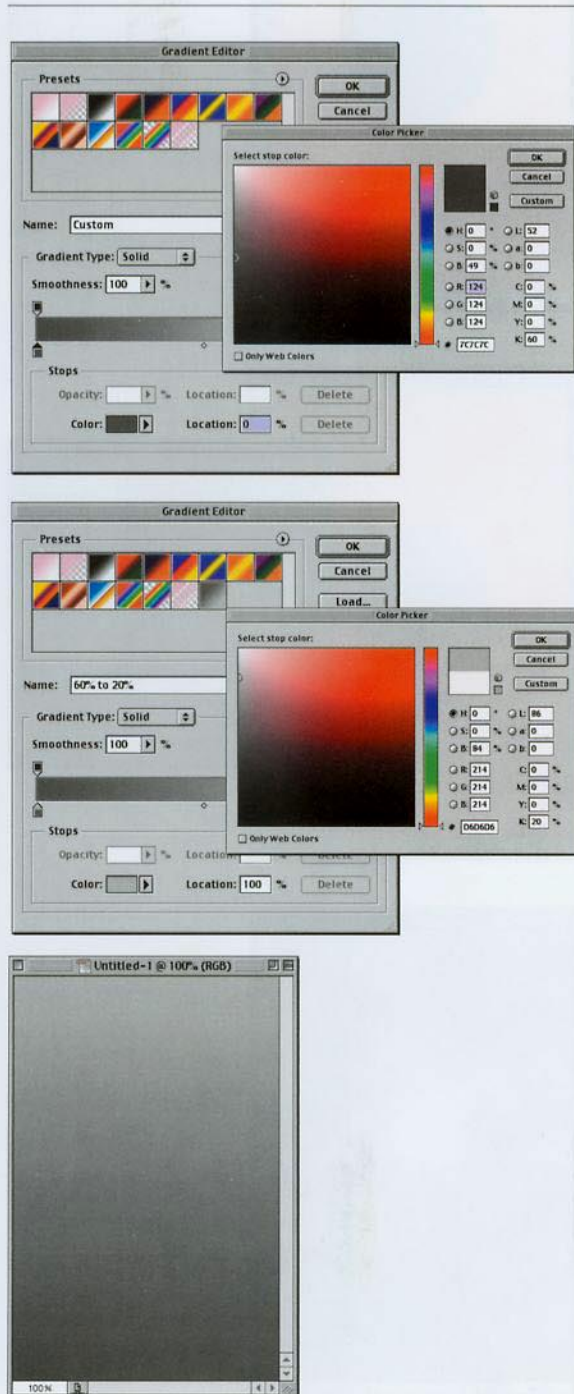 Gradient Editor
Presets
OK
Cancel
Color Picker
Select stop color:
OK
Cancel
Custom
Name: Custom
H: 0 ° L: 52
S: 0 % a: 0
B: 49 % b: 0
Gradient Type: Solid
R: 124 C: 0 %
Smoothness: 100 %
G: 124 M: 0 %
B: 124 Y: 0 %
# 7C7C7C K: 60 %
Only Web Colors
Stops
Opacity: % Location: % Delete
Color: Location: 0 % Delete
Gradient Editor
Presets
OK
Cancel
Load...
Color Picker
Select stop color:
OK
Cancel
Custom
Name: 60% to 20%
H: 0 ° L: 86
S: 0 % a: 0
B: 84 % b: 0
Gradient Type: Solid
R: 214 C: 0 %
Smoothness: 100 %
G: 214 M: 0 %
B: 214 Y: 0 %
# D6D6D6 K: 20 %
Only Web Colors
Stops
Opacity: % Location: % Delete
Color: Location: 100 % Delete
Untitled-1 @ 100% (RGB)
100%